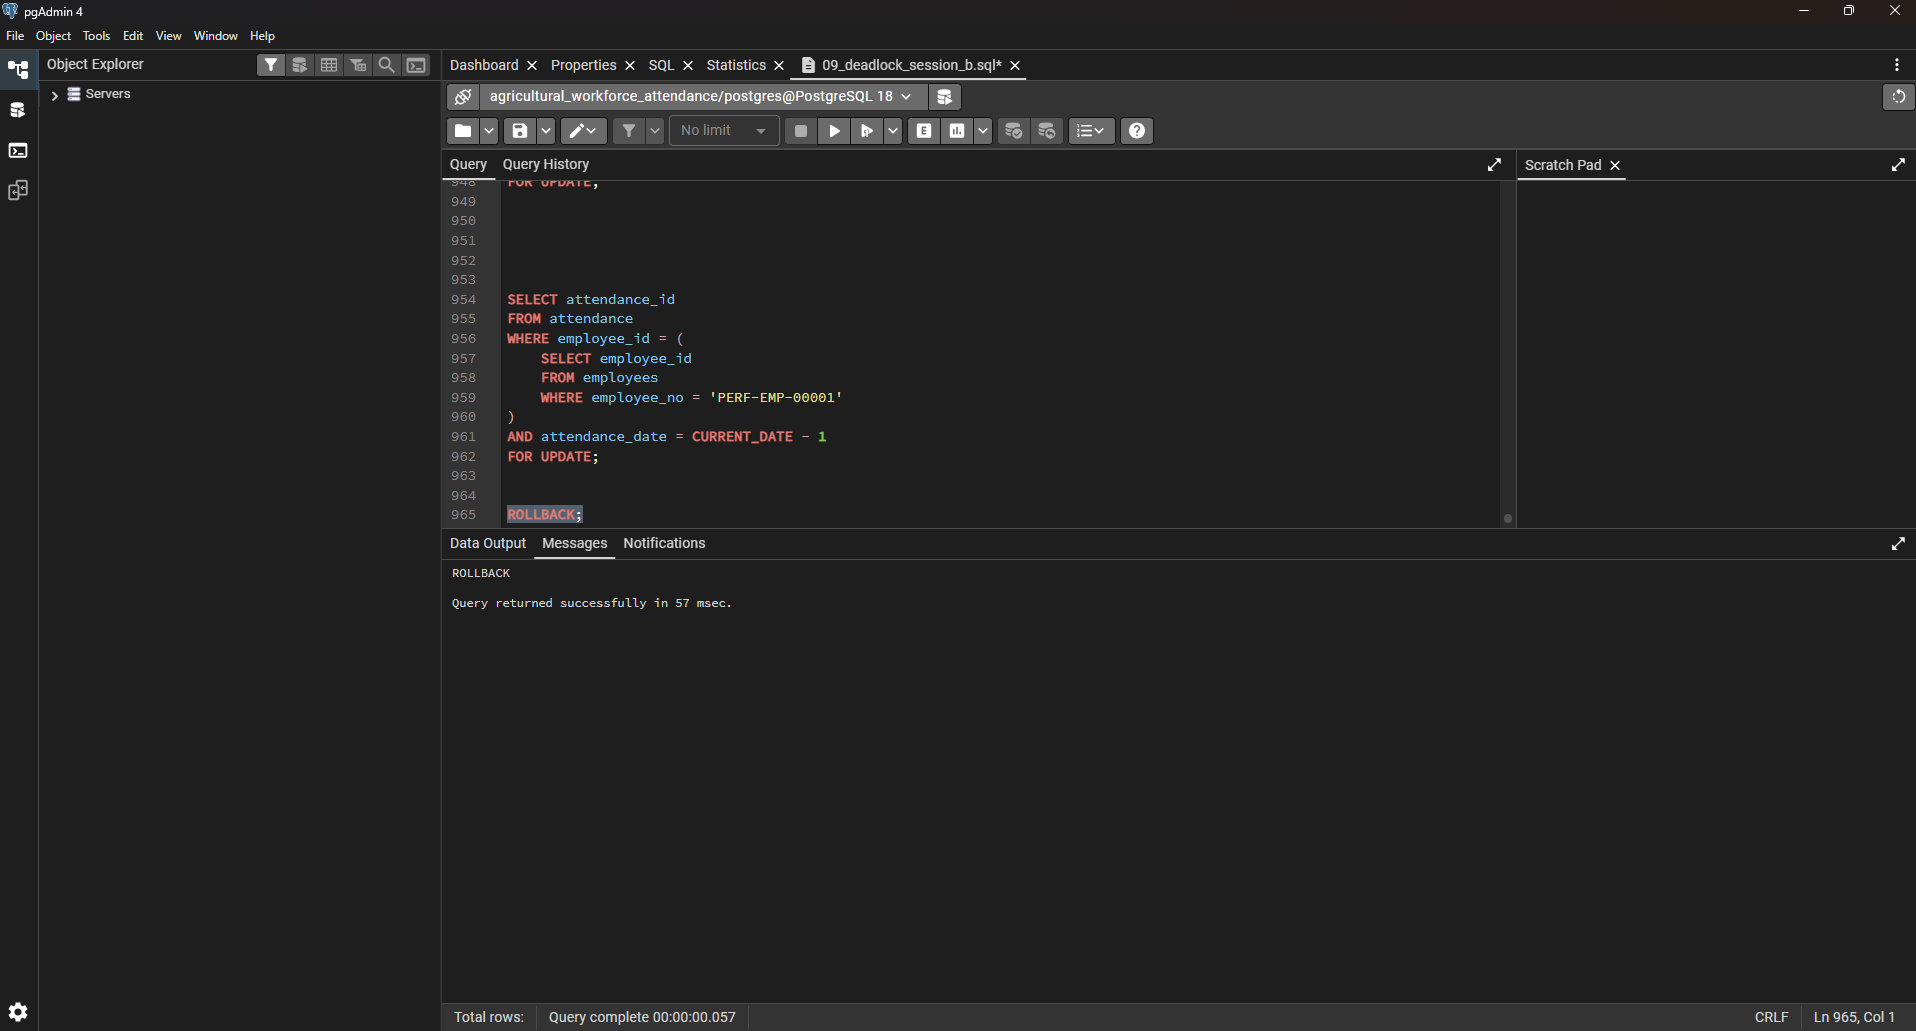 pgAdmin 4
File Object Tools Edit View Window Help
Object Explorer
Servers
Dashboard Properties SQL Statistics 09_deadlock_session_b.sql*
agricultural_workforce_attendance/postgres@PostgreSQL 18
No limit
E
Query Query History
Scratch Pad
948 FOR UPDATE;
949
950
951
952
953
954 SELECT attendance_id
955 FROM attendance
956 WHERE employee_id = (
957 SELECT employee_id
958 FROM employees
959 WHERE employee_no = 'PERF-EMP-00001'
960 )
961 AND attendance_date = CURRENT_DATE - 1
962 FOR UPDATE;
963
964
965 ROLLBACK;
Data Output Messages Notifications
ROLLBACK
Query returned successfully in 57 msec.
Total rows: Query complete 00:00:00.057 CRLF Ln 965, Col 1